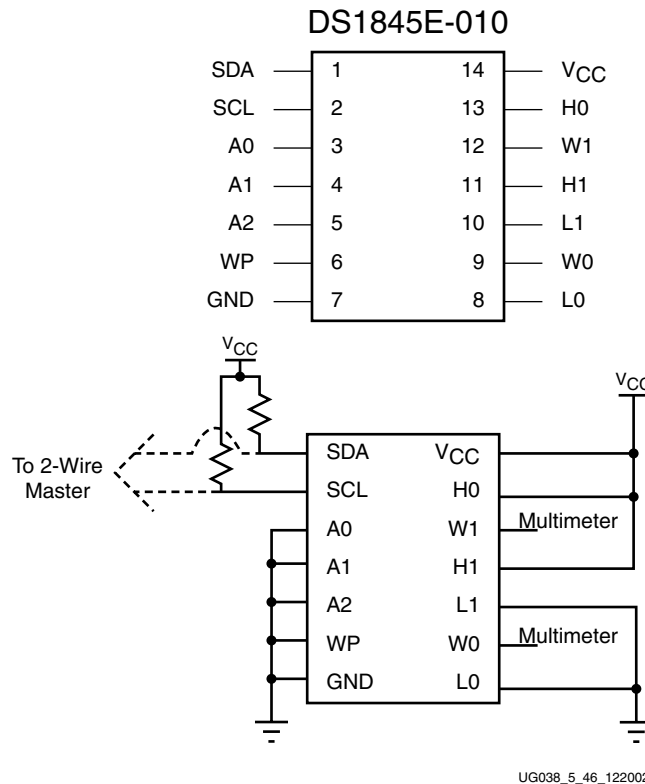 DS1845E-010
SDA 1 14 VCC
SCL 2 13 H0
A0 3 12 W1
A1 4 11 H1
A2 5 10 L1
WP 6 9 W0
GND 7 8 L0
VCC
VCC
To 2-Wire
Master
SDA VCC
SCL H0
A0 W1 Multimeter
A1 H1
A2 L1
WP W0 Multimeter
GND L0
UG038_5_46_122002